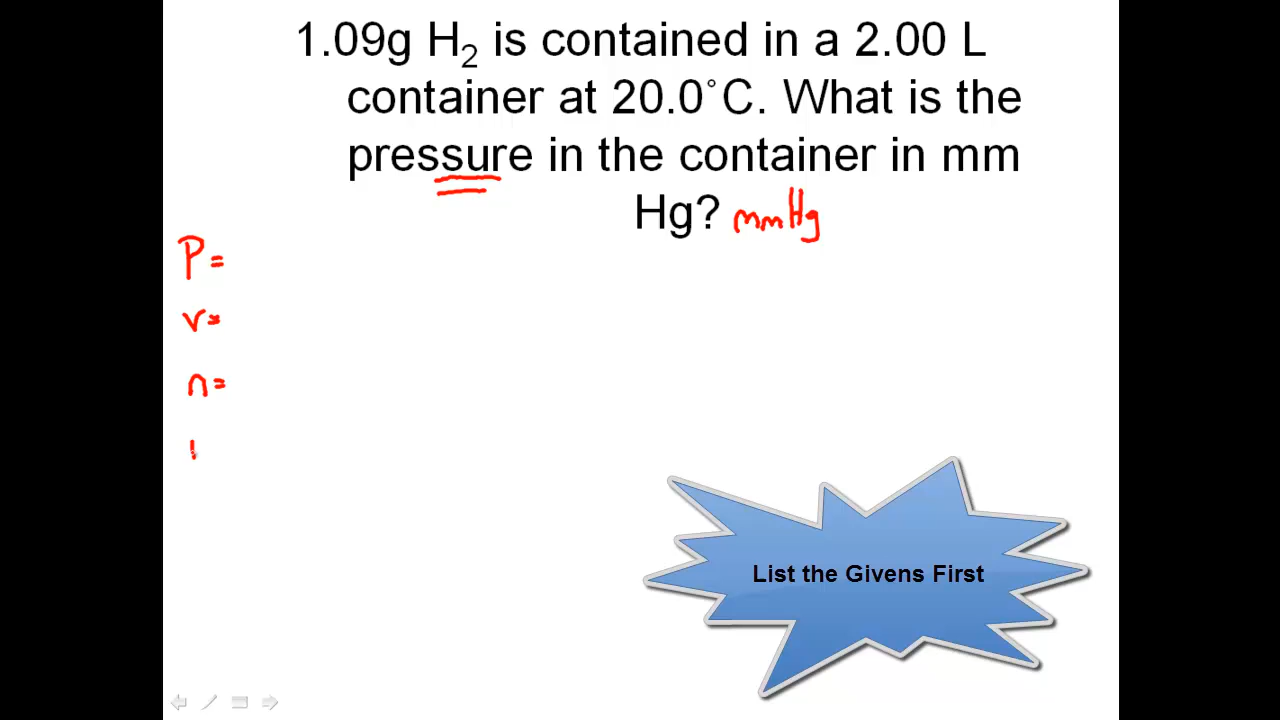 1.09g H₂ is contained in a 2.00 L
container at 20.0°C. What is the
pressure in the container in mm
Hg? mmHg
P=
V=
n=
List the Givens First